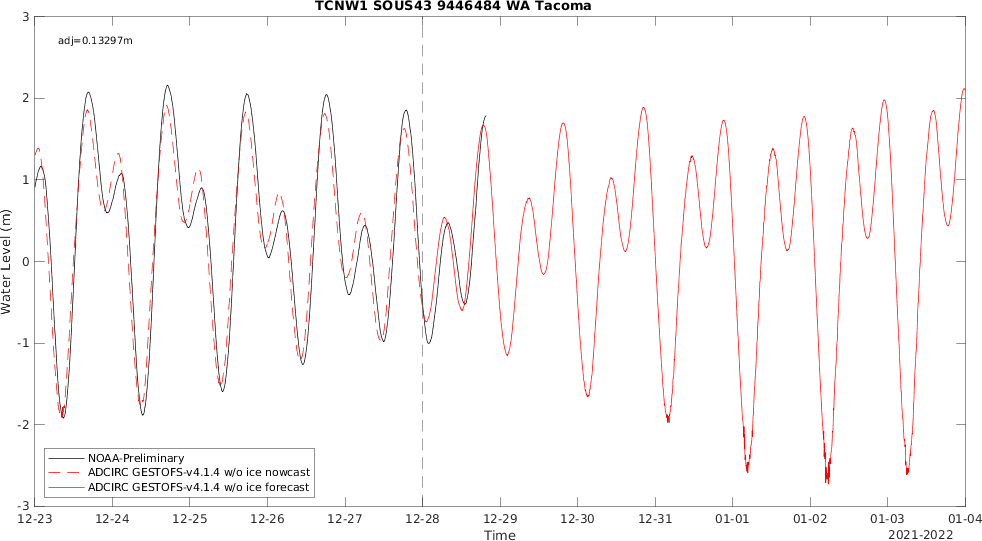 TCNW1 SOUS43 9446484 WA Tacoma
adj=0.13297m
3
2
1
0
-1
-2
-3
Water Level (m)
NOAA-Preliminary
ADCIRC GESTOFS-v4.1.4 w/o ice nowcast
ADCIRC GESTOFS-v4.1.4 w/o ice forecast
12-23 12-24 12-25 12-26 12-27 12-28 12-29 12-30 12-31 01-01 01-02 01-03 01-04
Time
2021-2022